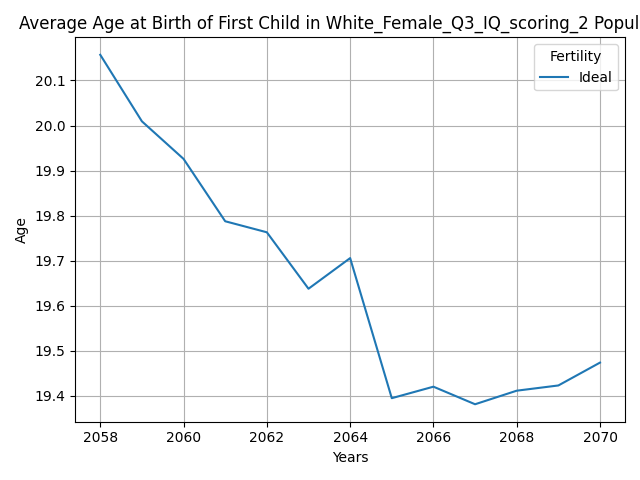 Average Age at Birth of First Child in White_Female_Q3_IQ_scoring_2 Popul
Fertility
Ideal
20.1
20.0
19.9
19.8
19.7
19.6
19.5
19.4
Age
2058 2060 2062 2064 2066 2068 2070
Years